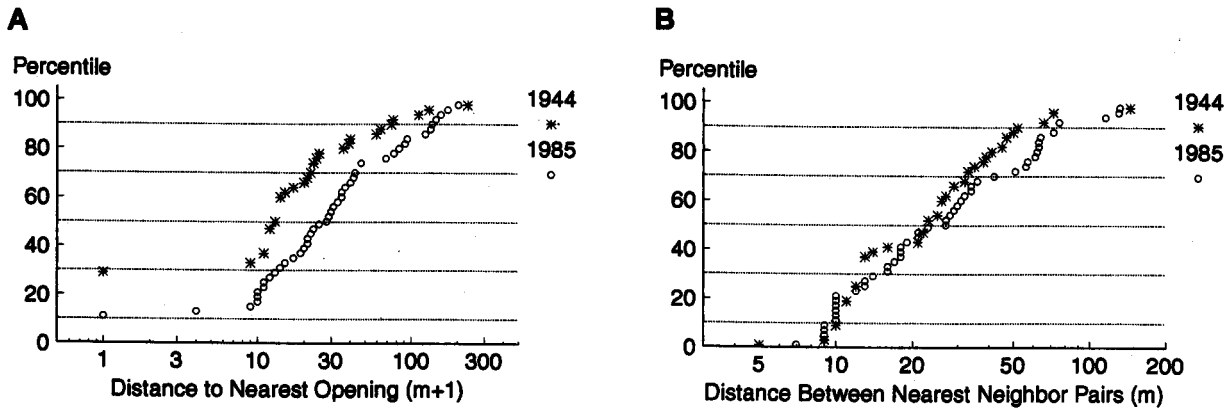 A
Percentile
100
80
60
40
20
0
1 3 10 30 100 300
Distance to Nearest Opening (m+1)
1944
1985
B
Percentile
100
80
60
40
20
0
5 10 20 50 100 200
Distance Between Nearest Neighbor Pairs (m)
1944
1985